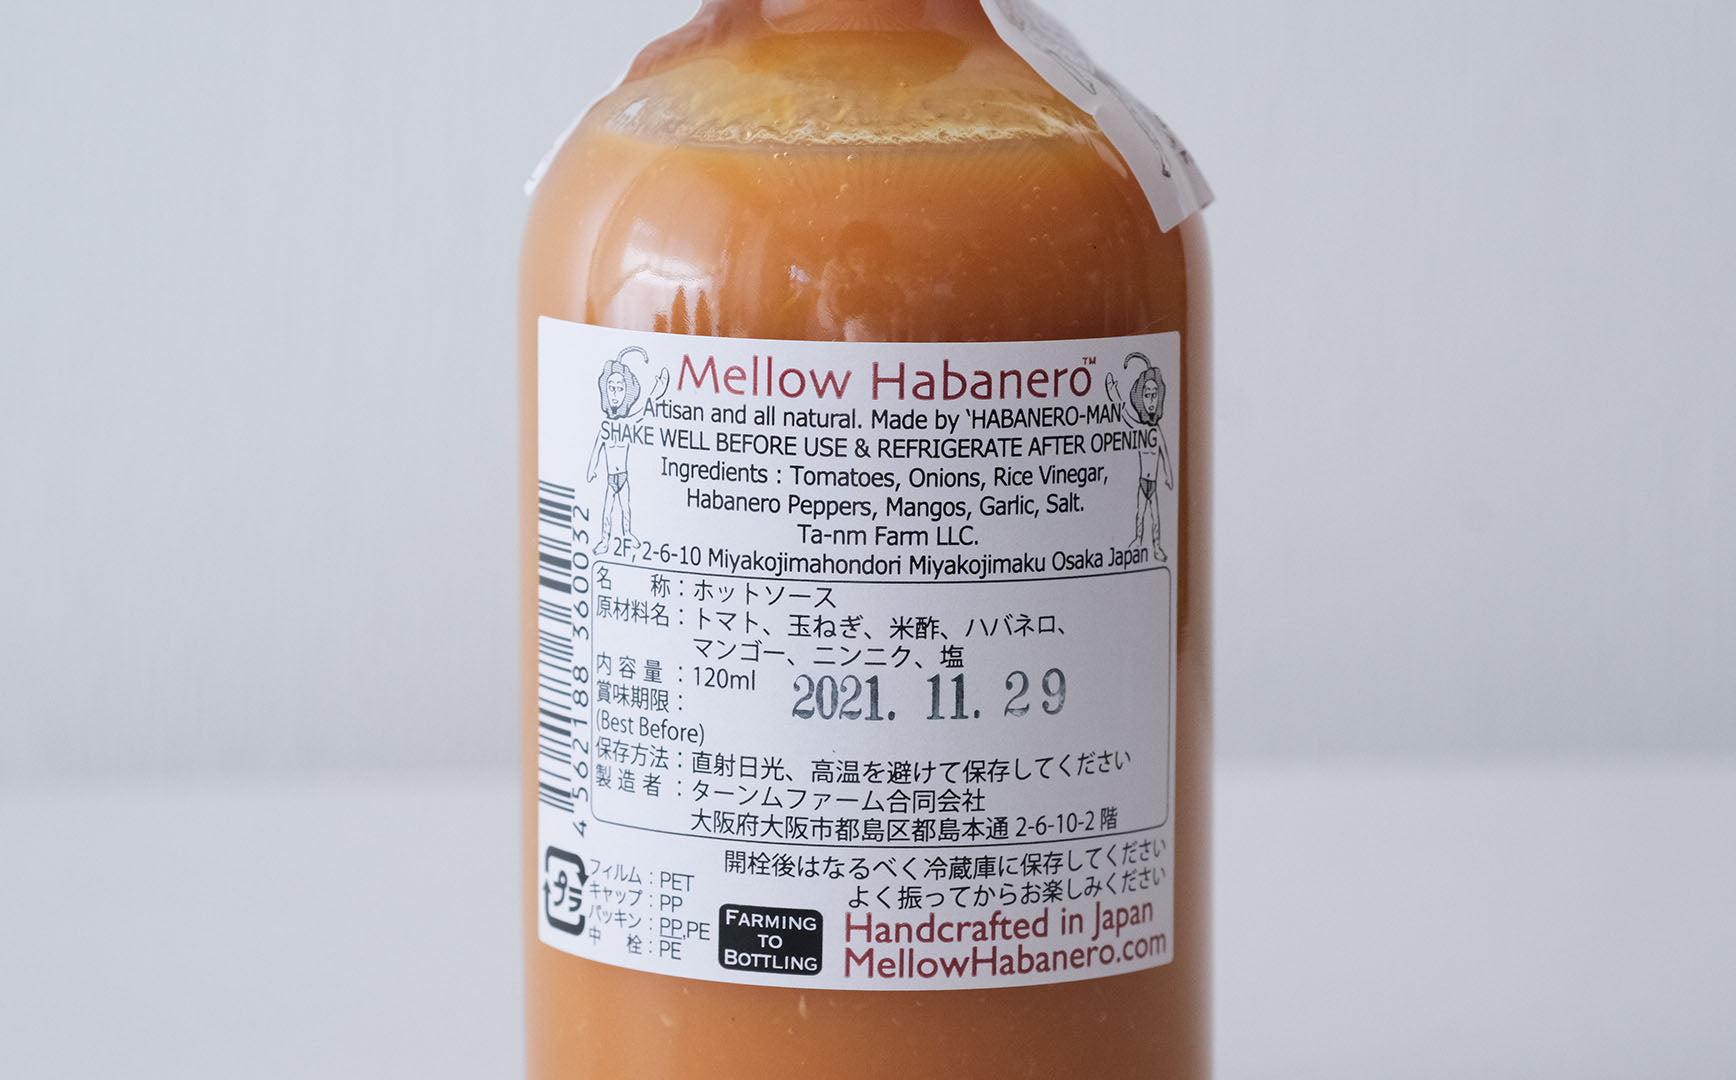 Mellow Habanero™
Artisan and all natural. Made by ‘HABANERO-MAN’
SHAKE WELL BEFORE USE & REFRIGERATE AFTER OPENING
Ingredients : Tomatoes, Onions, Rice Vinegar,
Habanero Peppers, Mangos, Garlic, Salt.
Ta-nm Farm LLC.
2F, 2-6-10 Miyakojimahondori Miyakojimaku Osaka Japan
名 称：ホットソース
原材料名：トマト、玉ねぎ、米酢、ハバネロ、
マンゴー、ニンニク、塩
内容量：120ml
賞味期限： 2021. 11. 29
(Best Before)
保存方法：直射日光、高温を避けて保存してください
製造者：ターンムファーム合同会社
大阪府大阪市都島区都島本通 2-6-10-2 階
4 562188 360032
開栓後はなるべく冷蔵庫に保存してください
よく振ってからお楽しみください
プラ
フィルム：PET
キャップ：PP
パッキン：PP,PE
中 栓：PE
FARMING
TO
BOTTLING
Handcrafted in Japan
MellowHabanero.com